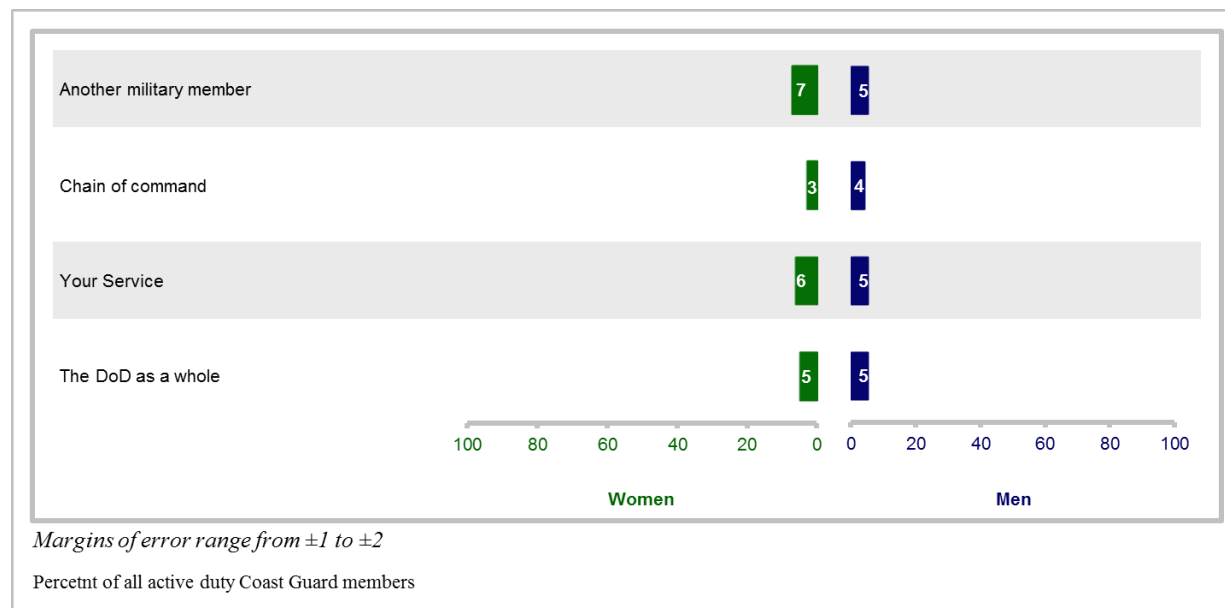 Another military member 7 5
Chain of command 3 4
Your Service 6 5
The DoD as a whole 5 5
100 80 60 40 20 0 0 20 40 60 80 100
Women Men
Margins of error range from ±1 to ±2
Percetnt of all active duty Coast Guard members